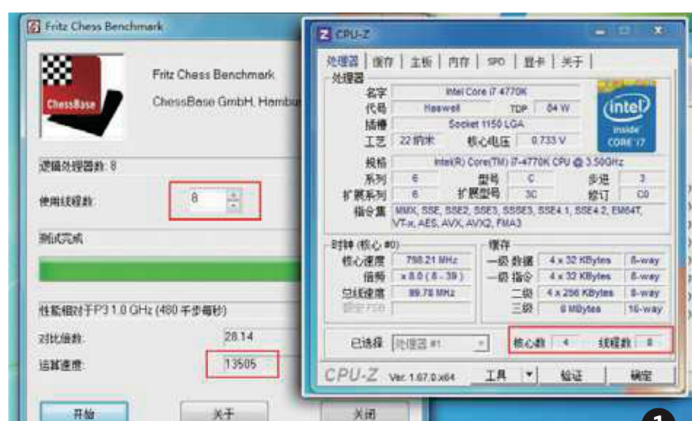 Fritz Chess Benchmark
ChessBase
Fritz Chess Benchmark
ChessBase GmbH, Hambur
逻辑处理器数: 8
使用线程数: 8
测试完成
性能相对于P3 1.0 GHz (480 千步每秒)
对比倍数: 28.14
运算速度: 13505
开始 关于 关闭
CPU-Z
处理器 缓存 主板 内存 SPD 显卡 关于
处理器
名字 Intel Core i7 4770K
代号 Haswell TDP 84 W
插槽 Socket 1150 LGA
工艺 22 纳米 核心电压 0.733 V
intel
inside
CORE i7
规格 Intel(R) Core(TM) i7-4770K CPU @ 3.50GHz
系列 6 型号 C 步进 3
扩展系列 6 扩展型号 3C 修订 C0
指令集 MMX, SSE, SSE2, SSE3, SSSE3, SSE4.1, SSE4.2, EM64T,
VT-x, AES, AVX, AVX2, FMA3
时钟 (核心 #0)
核心速度 798.21 MHz
倍频 x 8.0 ( 8 - 39 )
总线速度 99.78 MHz
额定 FSB
缓存
一级 数据 4 x 32 KBytes 8-way
一级 指令 4 x 32 KBytes 8-way
二级 4 x 256 KBytes 8-way
三级 8 MBytes 16-way
已选择 处理器 #1 核心数 4 线程数 8
CPU-Z Ver. 1.67.0.x64 工具 验证 确定
1